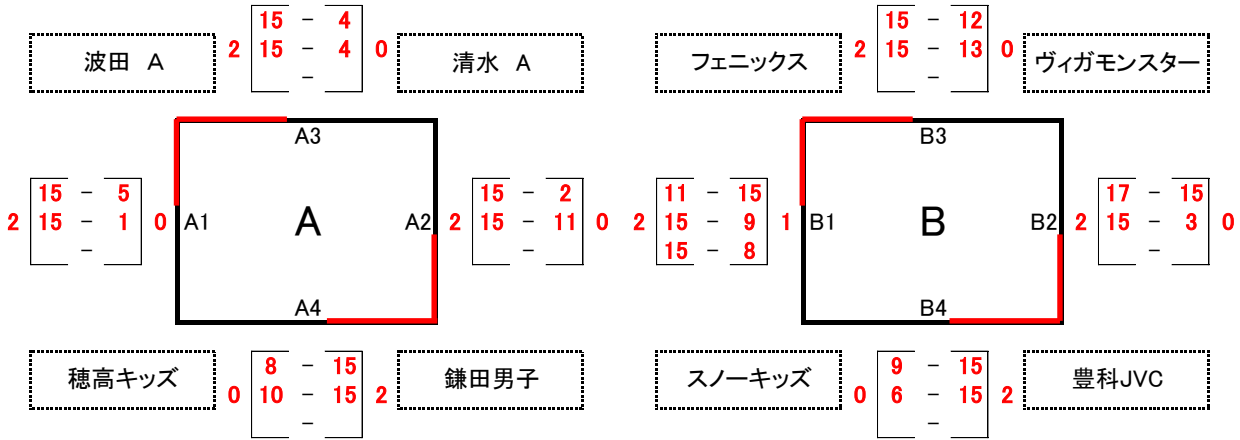 15 - 4
波田 A 2 15 - 4 0 清水 A
-
15 - 12
フェニックス 2 15 - 13 0 ヴィガモンスター
-
A3
15 - 5
2 15 - 1 0 A1
-
A
15 - 2
A2 2 15 - 11 0
-
A4
B3
11 - 15
2 15 - 9 1 B1
15 - 8
B
17 - 15
B2 2 15 - 3 0
-
B4
8 - 15
穂高キッズ 0 10 - 15 2 鎌田男子
-
9 - 15
スノーキッズ 0 6 - 15 2 豊科JVC
-